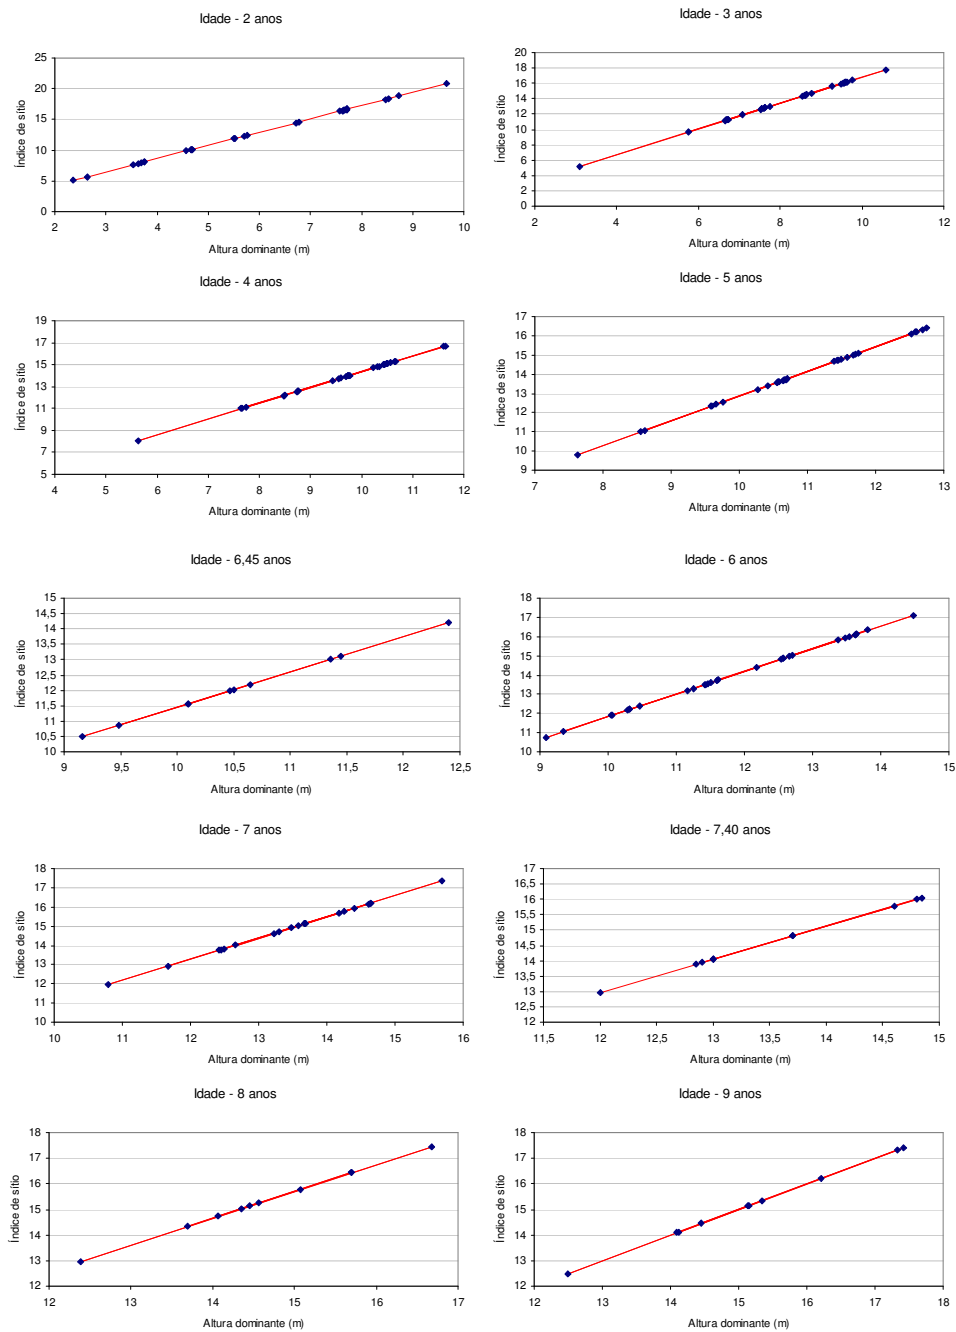 Idade - 2 anos
Índice de sítio
25
20
15
10
5
0
2 3 4 5 6 7 8 9 10
Altura dominante (m)
Idade - 3 anos
Índice de sítio
20
18
16
14
12
10
8
6
4
2
0
2 4 6 8 10 12
Altura dominante (m)
Idade - 4 anos
Índice de sítio
19
17
15
13
11
9
7
5
4 5 6 7 8 9 10 11 12
Altura dominante (m)
Idade - 5 anos
Índice de sítio
17
16
15
14
13
12
11
10
9
7 8 9 10 11 12 13
Altura dominante (m)
Idade - 6,45 anos
Índice de sítio
15
14,5
14
13,5
13
12,5
12
11,5
11
10,5
10
9 9,5 10 10,5 11 11,5 12 12,5
Altura dominante (m)
Idade - 6 anos
Índice de sítio
18
17
16
15
14
13
12
11
10
9 10 11 12 13 14 15
Altura dominante (m)
Idade - 7 anos
Índice de sítio
18
17
16
15
14
13
12
11
10
10 11 12 13 14 15 16
Altura dominante (m)
Idade - 7,40 anos
Índice de sítio
17
16,5
16
15,5
15
14,5
14
13,5
13
12,5
12
11,5 12 12,5 13 13,5 14 14,5 15
Altura dominante (m)
Idade - 8 anos
Índice de sítio
18
17
16
15
14
13
12
12 13 14 15 16 17
Altura dominante (m)
Idade - 9 anos
Índice de sítio
18
17
16
15
14
13
12
12 13 14 15 16 17 18
Altura dominante (m)